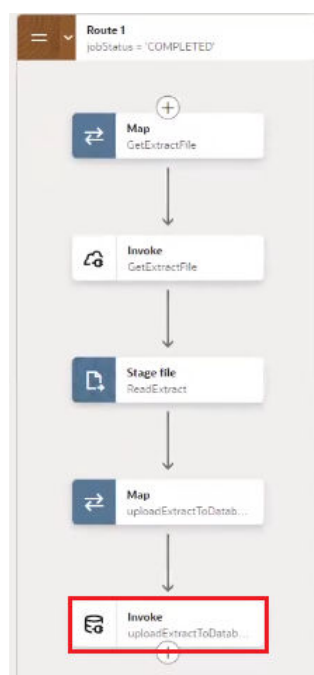 Route 1
jobStatus = 'COMPLETED'
Map
GetExtractFile
Invoke
GetExtractFile
Stage file
ReadExtract
Map
uploadExtractToDatab...
Invoke
uploadExtractToDatab...